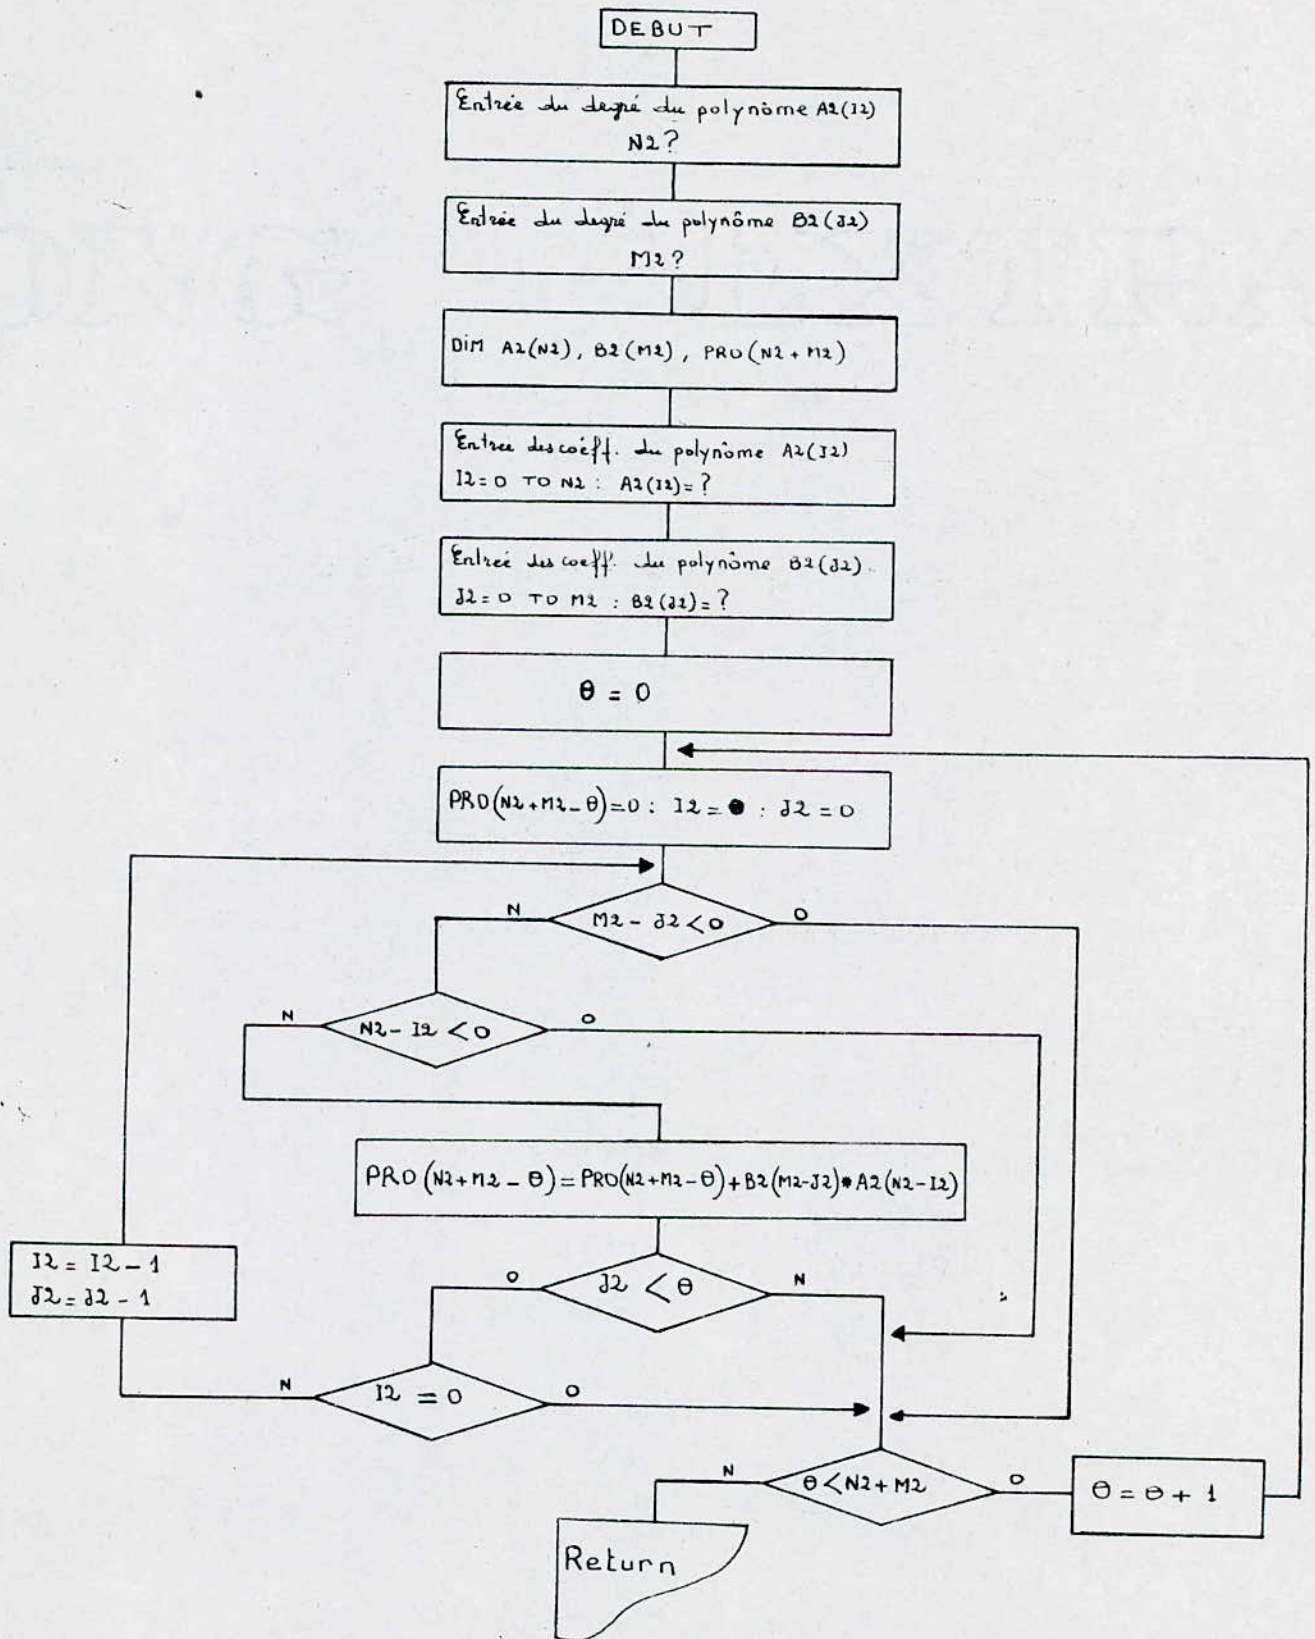 DEBUT
Entrée du degré du polynôme A2(I2)
N2?
Entrée du degré du polynôme B2(J2)
M2?
DIM A2(N2), B2(M2), PRO(N2+M2)
Entree des coéff. du polynôme A2(I2)
I2=0 TO N2: A2(I2)=?
Entrée des coeff. du polynôme B2(J2).
J2=0 TO M2 : B2(J2)=?
θ = 0
PRO(N2+M2-θ)=0: I2= : J2=0
N
M2-J2<0
O
N
N2-I2<0
O
PRO(N2+M2-θ)=PRO(N2+M2-θ)+B2(M2-J2)*A2(N2-I2)
I2=I2-1
J2=J2-1
O
J2<θ
N
N
I2=0
O
N
θ<N2+M2
O
θ=θ+1
Return